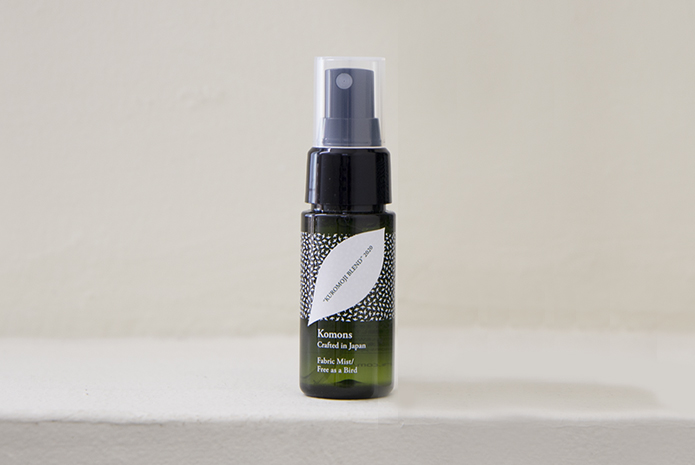 "KUROMOJI BLEND" 2020
Komons
Crafted in Japan
Fabric Mist/
Free as a Bird